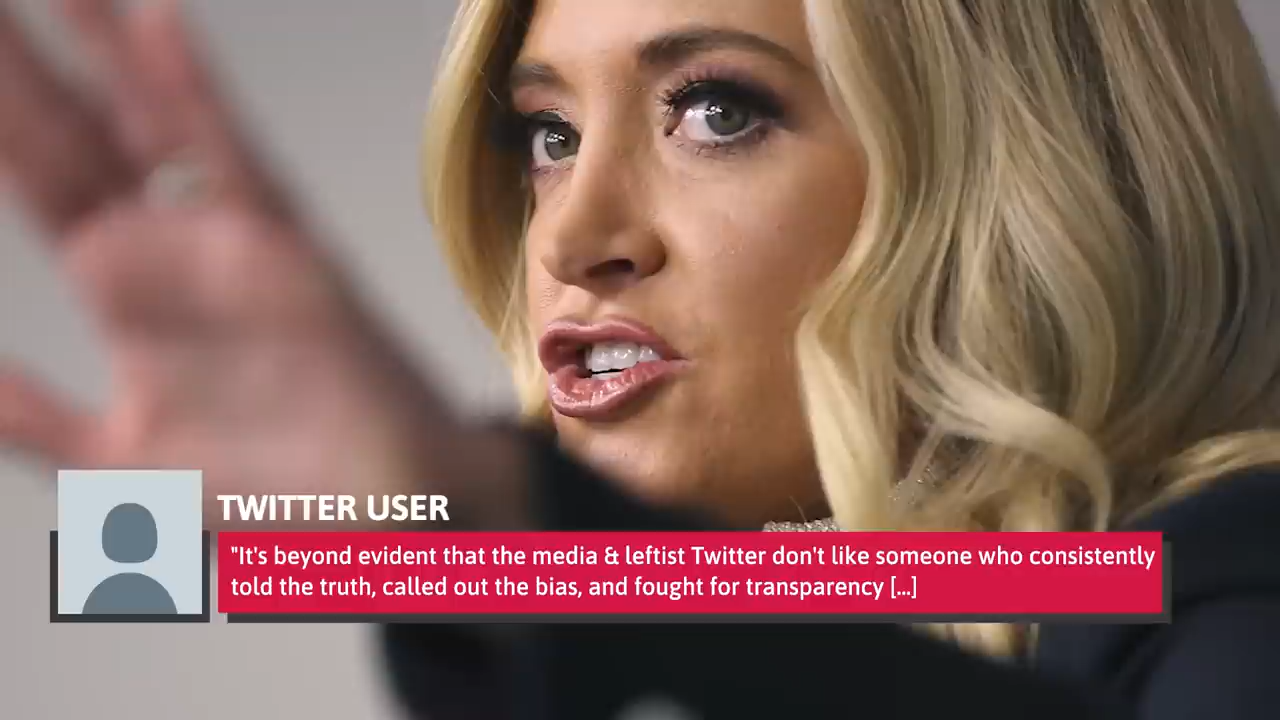 TWITTER USER
"It's beyond evident that the media & leftist Twitter don't like someone who consistently
told the truth, called out the bias, and fought for transparency [...]